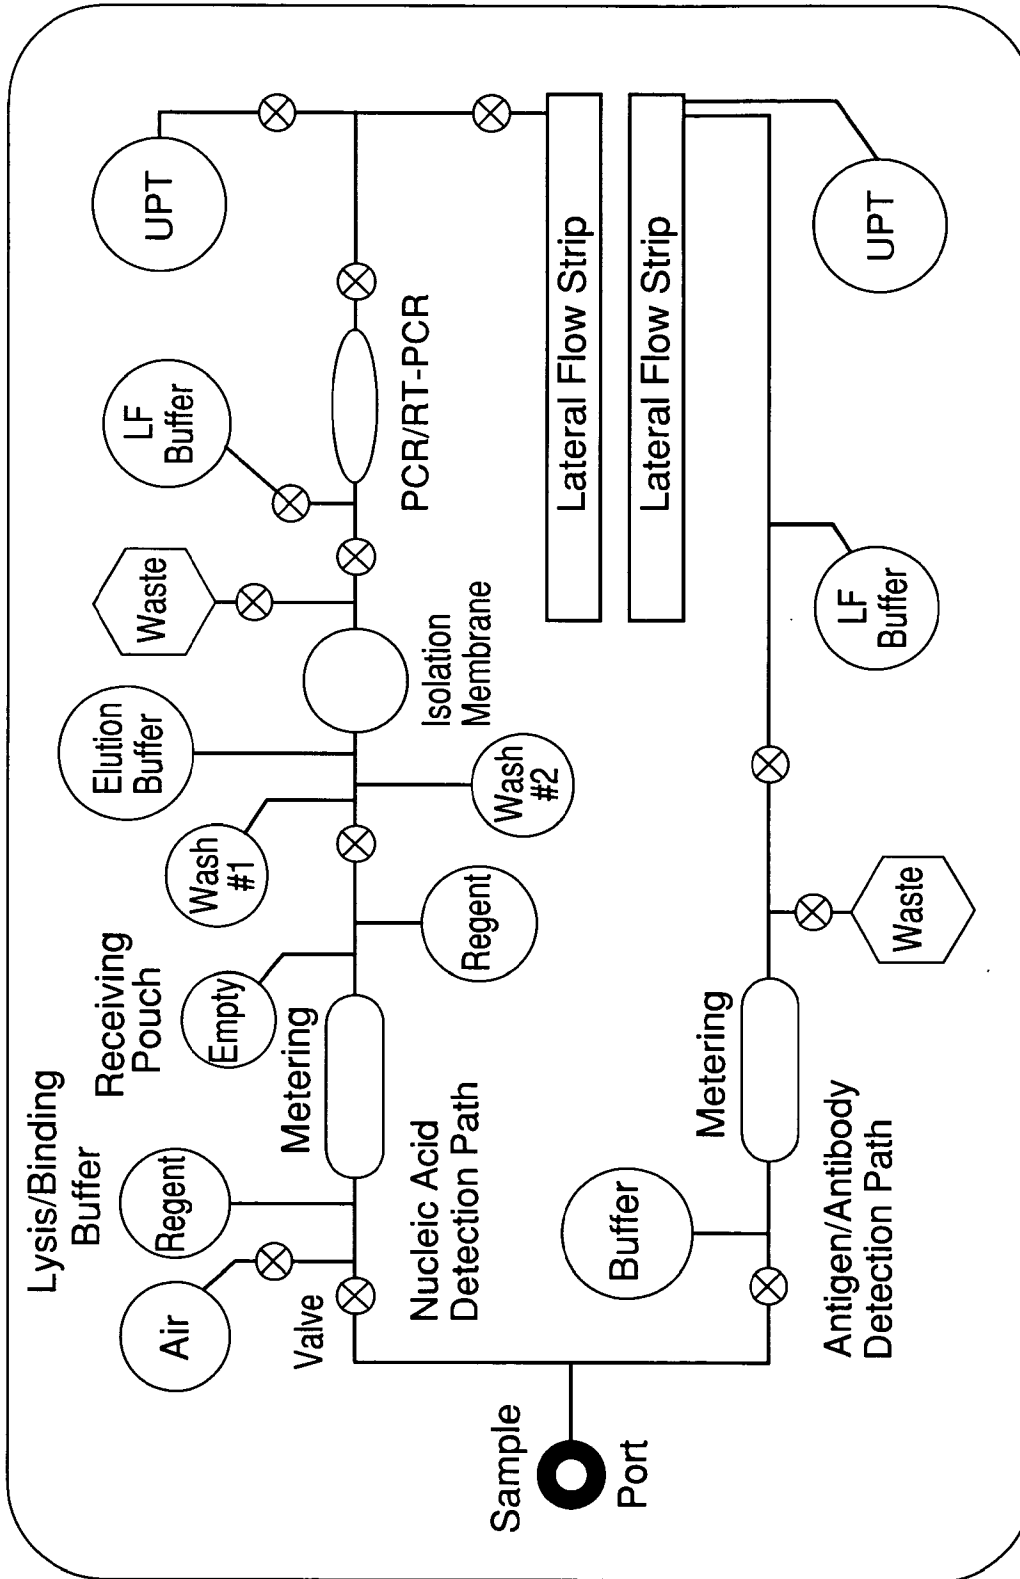 Lysis/Binding
Buffer
Receiving
Pouch
Air
Regent
Empty
Wash
#1
Elution
Buffer
Waste
LF
Buffer
UPT
Valve
Metering
Regent
Wash
#2
Isolation
Membrane
PCR/RT-PCR
Nucleic Acid
Detection Path
Sample
Port
Lateral Flow Strip
Lateral Flow Strip
Buffer
Metering
Antigen/Antibody
Detection Path
Waste
LF
Buffer
UPT